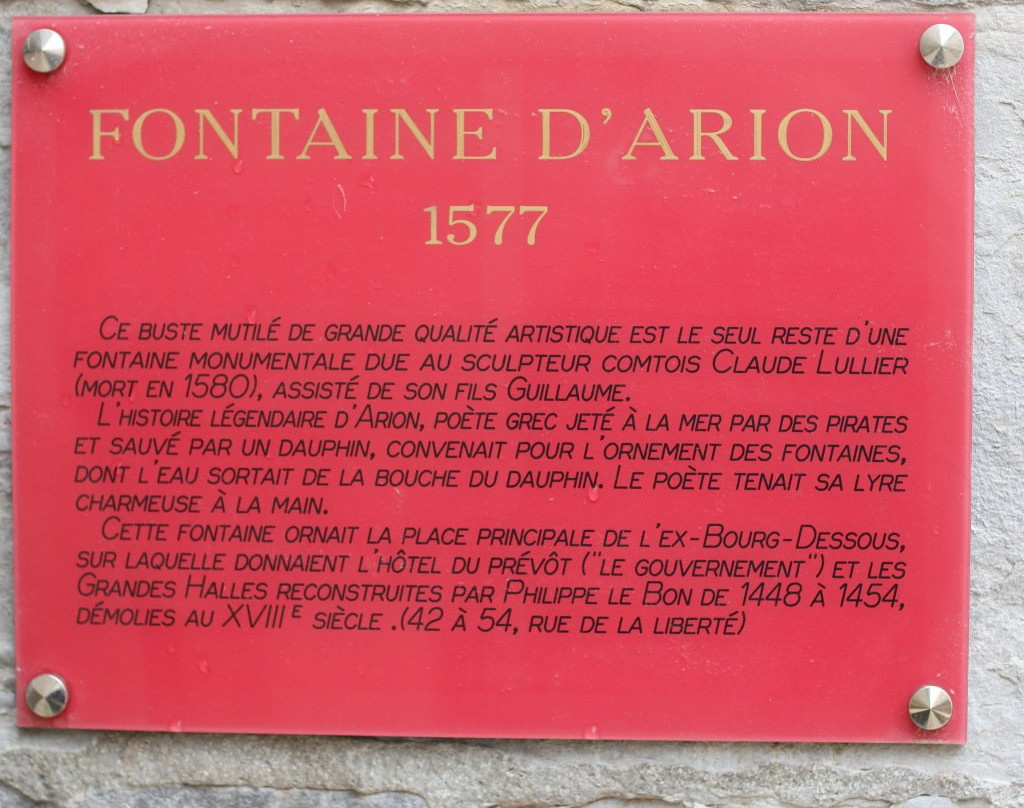 FONTAINE D'ARION
1577
CE BUSTE MUTILÉ DE GRANDE QUALITÉ ARTISTIQUE EST LE SEUL RESTE D'UNE
FONTAINE MONUMENTALE DUE AU SCULPTEUR COMTOIS CLAUDE LULLIER
(MORT EN 1580), ASSISTÉ DE SON FILS GUILLAUME.
L'HISTOIRE LÉGENDAIRE D'ARION, POÈTE GREC JETÉ À LA MER PAR DES PIRATES
ET SAUVÉ PAR UN DAUPHIN, CONVENAIT POUR L'ORNEMENT DES FONTAINES,
DONT L'EAU SORTAIT DE LA BOUCHE DU DAUPHIN. LE POÈTE TENAIT SA LYRE
CHARMEUSE À LA MAIN.
CETTE FONTAINE ORNAIT LA PLACE PRINCIPALE DE L'EX-BOURG-DESSOUS,
SUR LAQUELLE DONNAIENT L'HÔTEL DU PRÉVÔT ("LE GOUVERNEMENT") ET LES
GRANDES HALLES RECONSTRUITES PAR PHILIPPE LE BON DE 1448 À 1454,
DÉMOLIES AU XVIIIE SIÈCLE .(42 À 54, RUE DE LA LIBERTÉ)